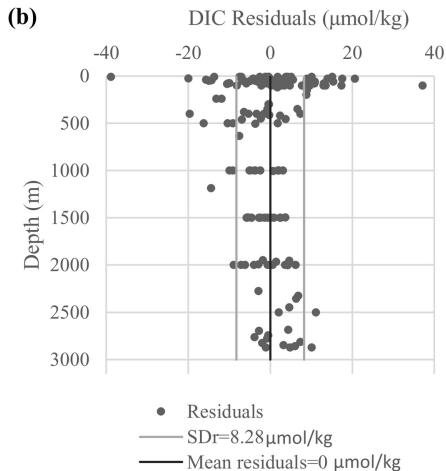 (b)
DIC Residuals (μmol/kg)
-40 -20 0 20 40
0
500
1000
1500
2000
2500
3000
Depth (m)
Residuals
SDr=8.28μmol/kg
Mean residuals=0 μmol/kg